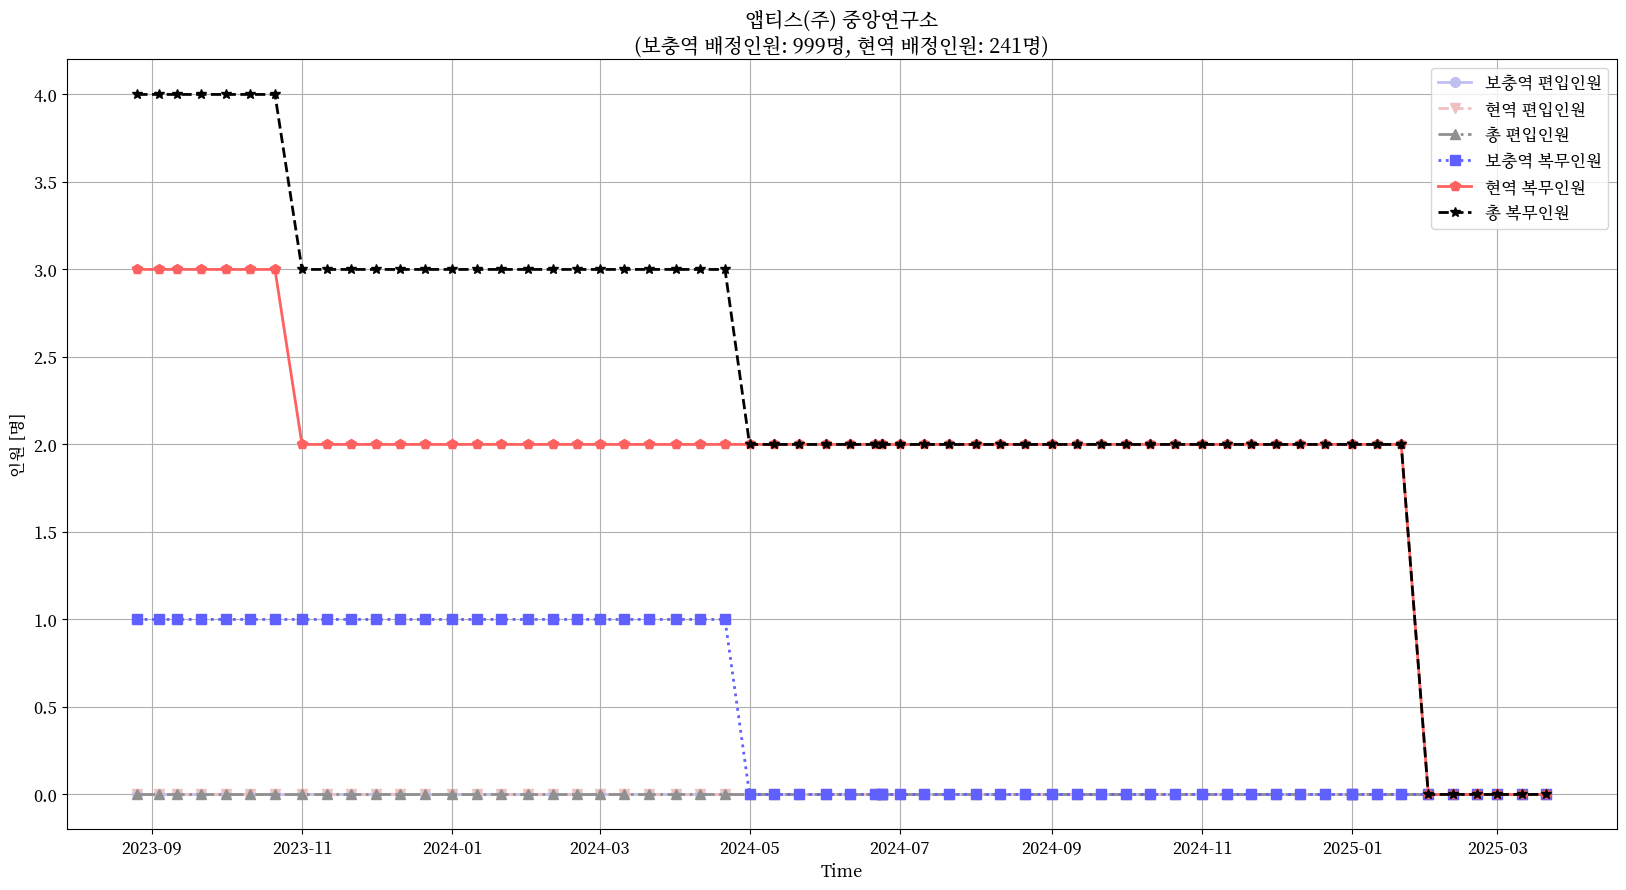 앱티스(주) 중앙연구소
(보충역 배정인원: 999명, 현역 배정인원: 241명)
보충역 편입인원
현역 편입인원
총 편입인원
보충역 복무인원
현역 복무인원
총 복무인원
인원 [명]
4.0
3.5
3.0
2.5
2.0
1.5
1.0
0.5
0.0
2023-09
2023-11
2024-01
2024-03
2024-05
2024-07
2024-09
2024-11
2025-01
2025-03
Time